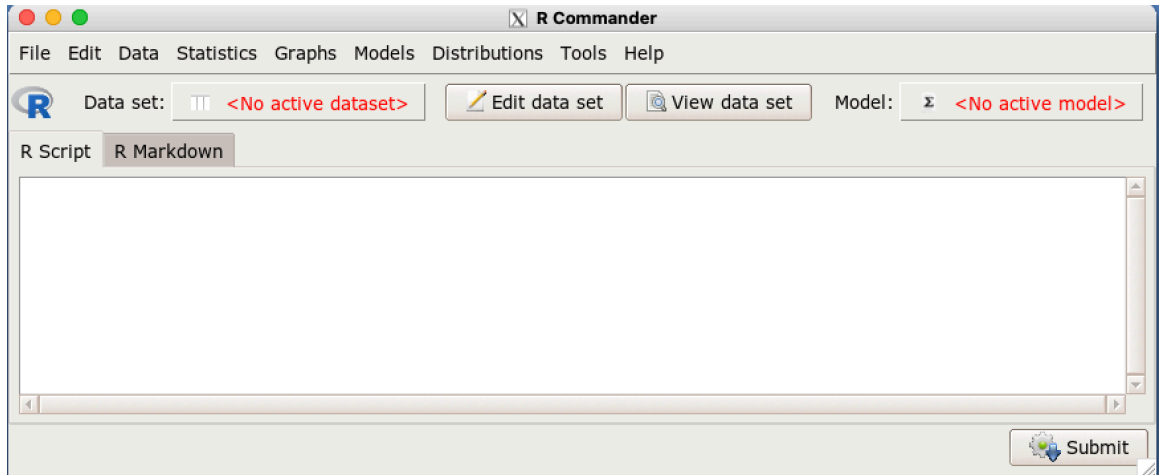 X R Commander
File Edit Data Statistics Graphs Models Distributions Tools Help
R Data set: <No active dataset> Edit data set View data set Model: Σ <No active model>
R Script R Markdown
Submit